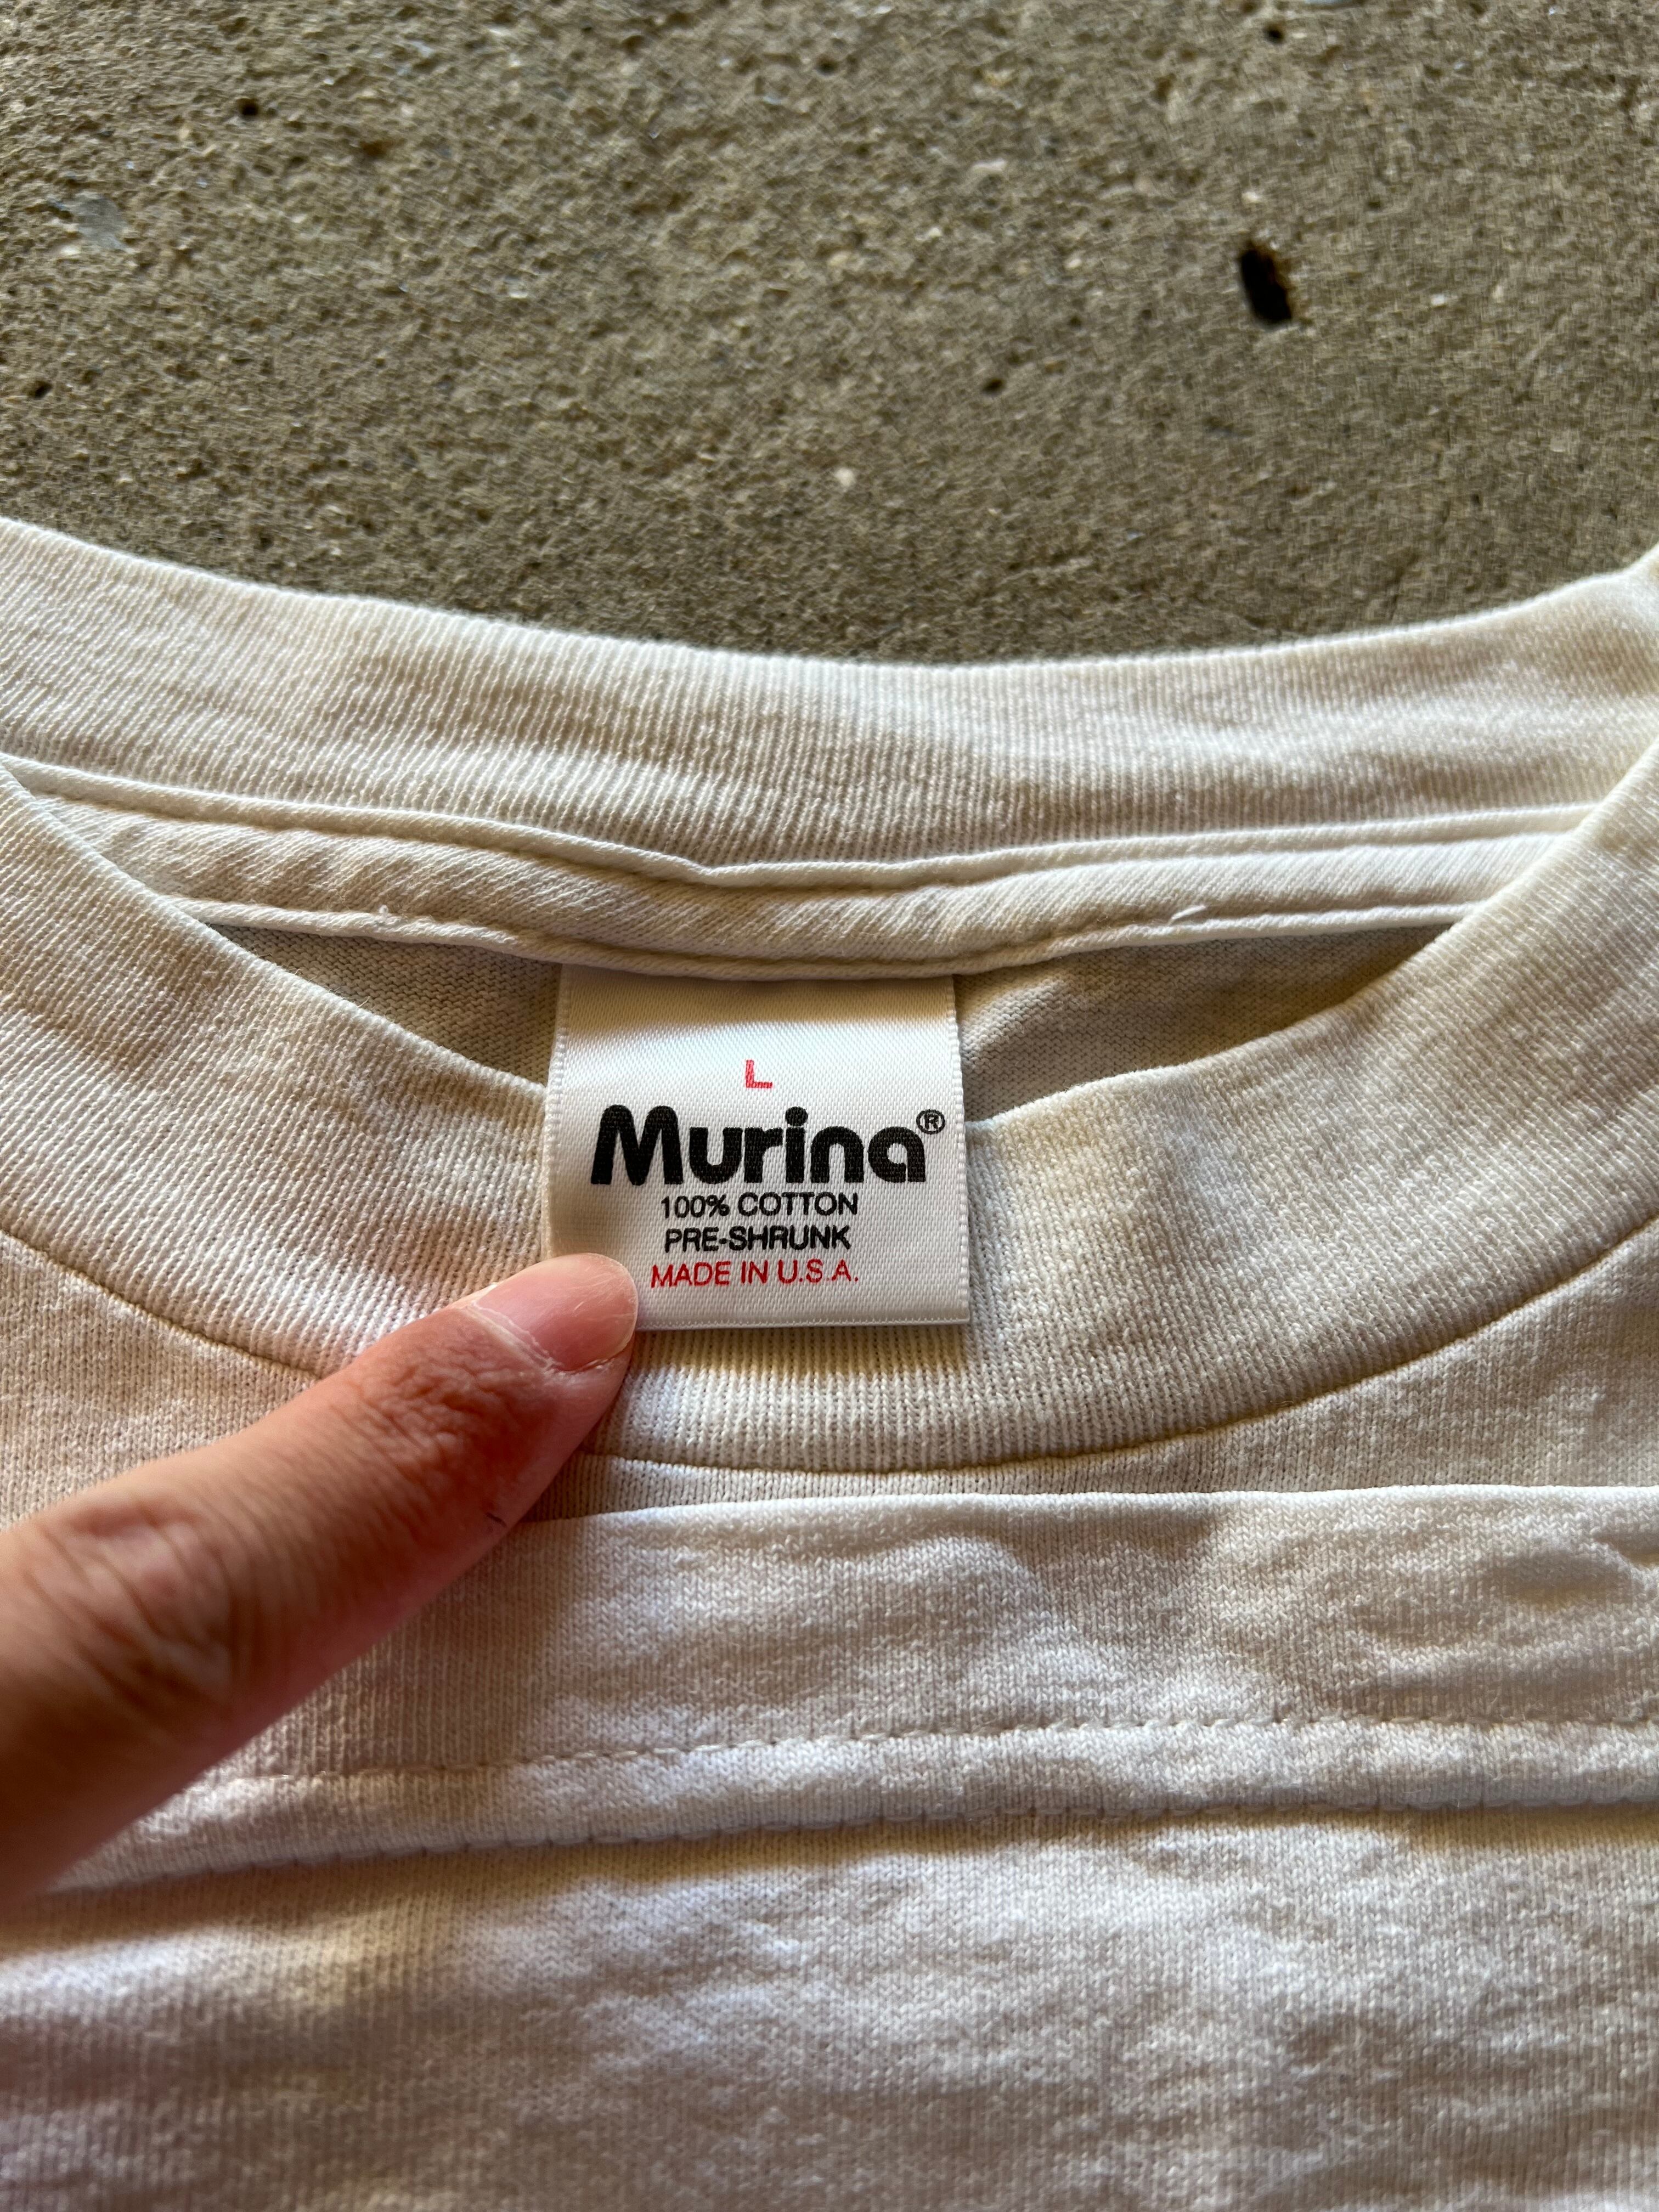 L
Murina®
100% COTTON
PRE-SHRUNK
MADE IN U.S.A.